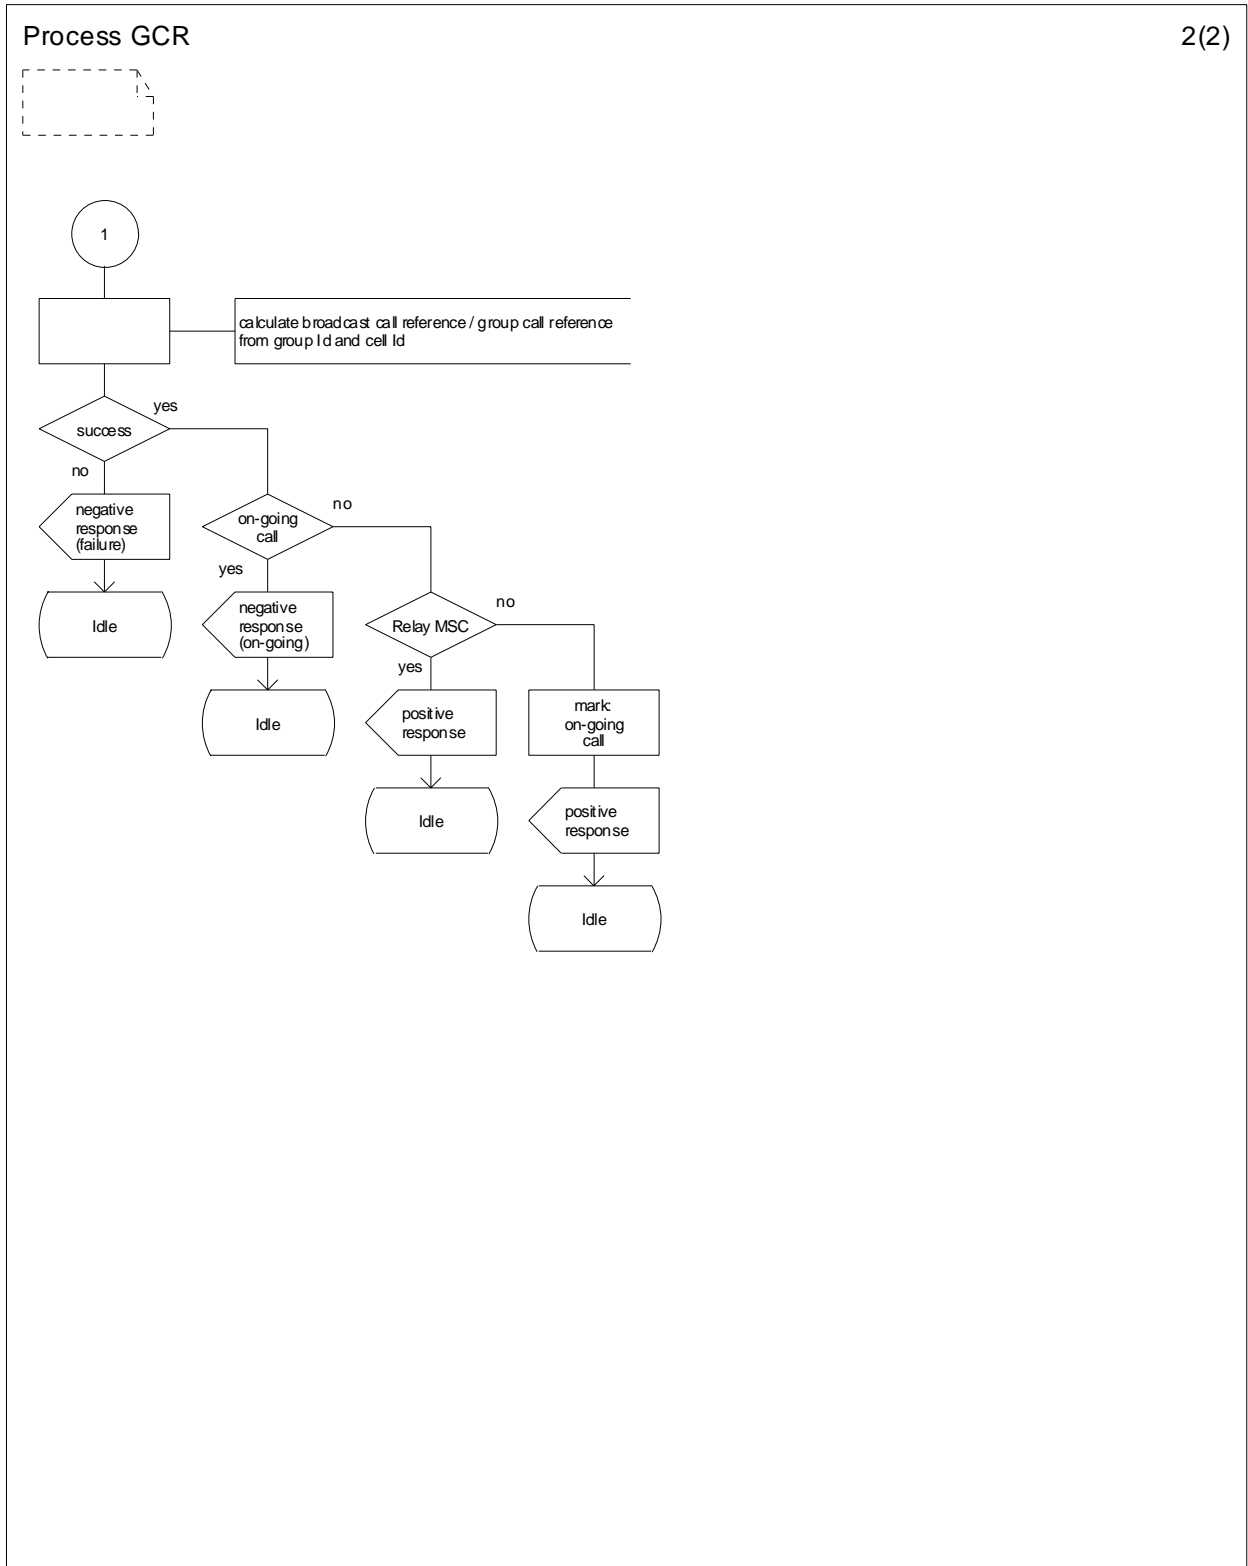 Process GCR
2(2)
1
calculate broadcast call reference / group call reference
from group Id and cell Id
yes
success
no
negative
response
(failure)
Idle
no
on-going
call
yes
negative
response
(on-going)
Idle
no
Relay MSC
yes
positive
response
Idle
mark:
on-going
call
positive
response
Idle